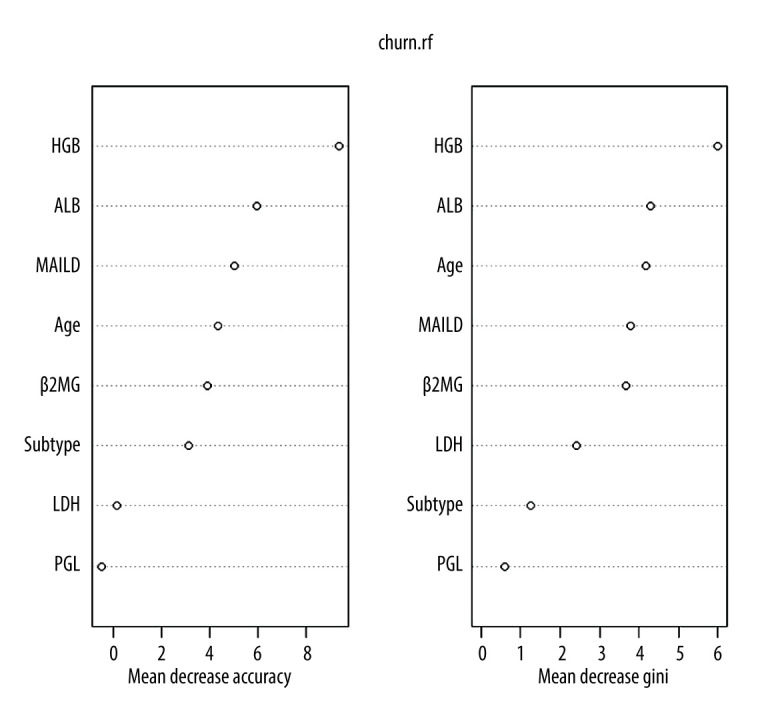 churn.rf
HGB
ALB
MAILD
Age
β2MG
Subtype
LDH
PGL
0 2 4 6 8
Mean decrease accuracy
HGB
ALB
Age
MAILD
β2MG
LDH
Subtype
PGL
0 1 2 3 4 5 6
Mean decrease gini